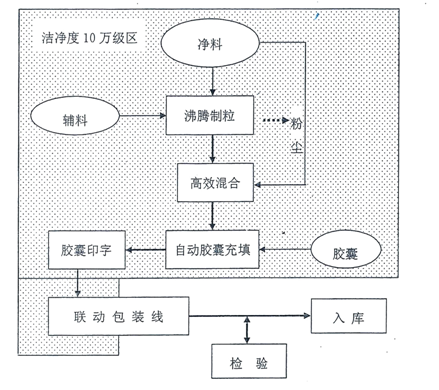 洁净度10万级区
净料
辅料
沸腾制粒
粉尘
高效混合
胶囊印字
自动胶囊充填
胶囊
联动包装线
入库
检验